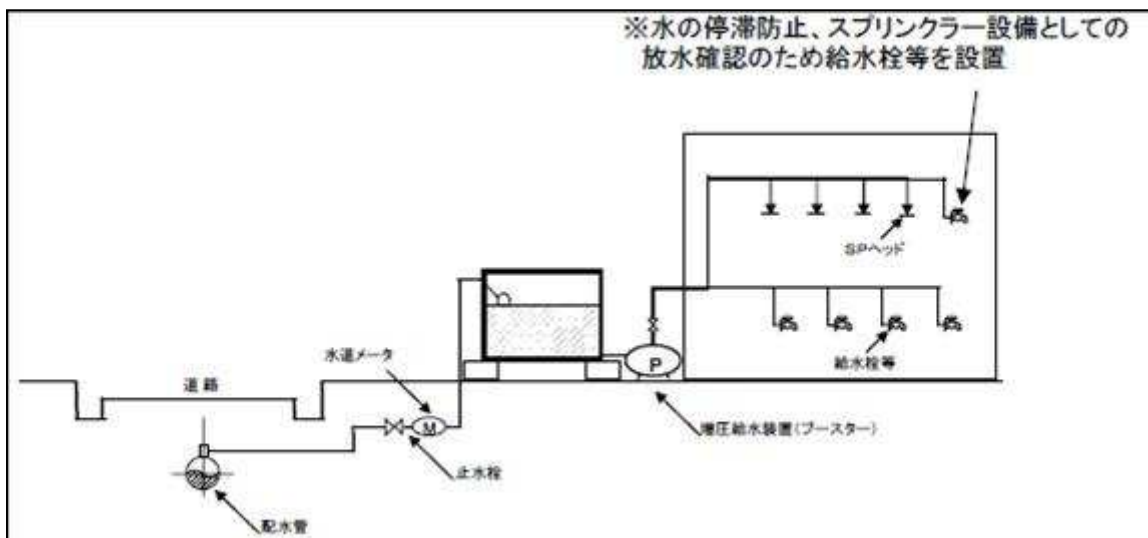 ※水の停滞防止、スプリンクラー設備としての
放水確認のため給水栓等を設置
SPヘッド
水道メータ
P
給水栓等
道路
増圧給水装置(ブースター)
M
止水栓
配水管